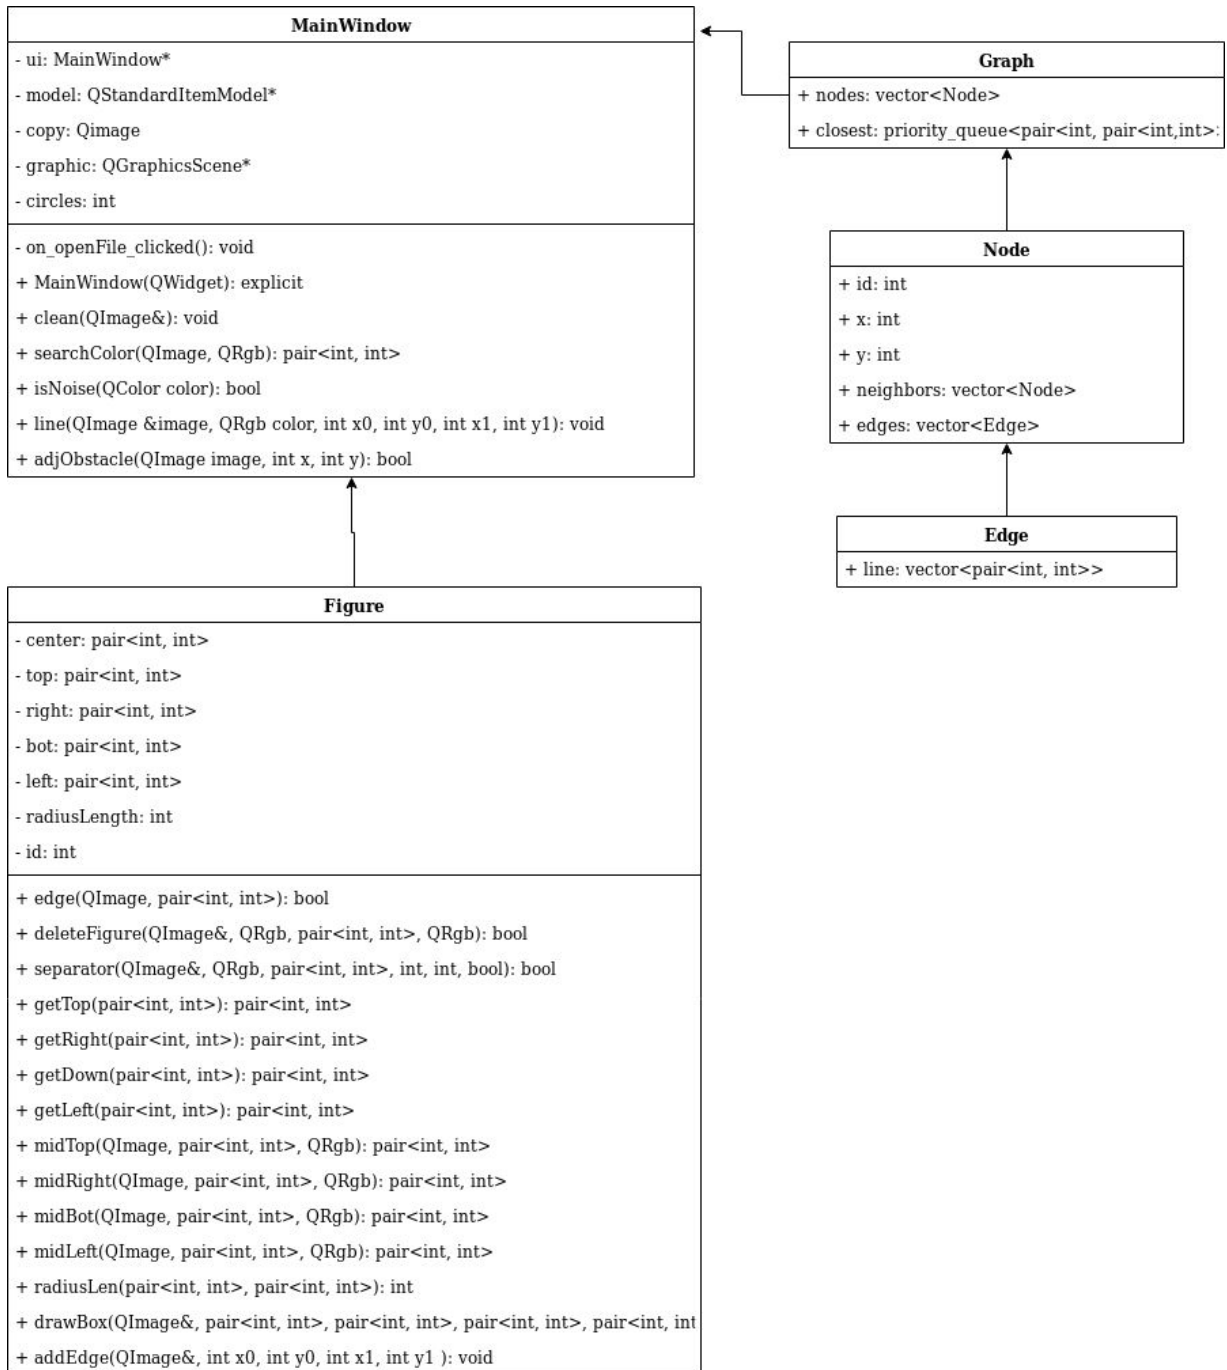 MainWindow
- ui: MainWindow*
- model: QStandardItemModel*
- copy: Qimage
- graphic: QGraphicsScene*
- circles: int
- on_openFile_clicked(): void
+ MainWindow(QWidget): explicit
+ clean(QImage&): void
+ searchColor(QImage, QRgb): pair<int, int>
+ isNoise(QColor color): bool
+ line(QImage &image, QRgb color, int x0, int y0, int x1, int y1): void
+ adjObstacle(QImage image, int x, int y): bool
Graph
+ nodes: vector<Node>
+ closest: priority_queue<pair<int, pair<int,int>
Node
+ id: int
+ x: int
+ y: int
+ neighbors: vector<Node>
+ edges: vector<Edge>
Edge
+ line: vector<pair<int, int>>
Figure
- center: pair<int, int>
- top: pair<int, int>
- right: pair<int, int>
- bot: pair<int, int>
- left: pair<int, int>
- radiusLength: int
- id: int
+ edge(QImage, pair<int, int>): bool
+ deleteFigure(QImage&, QRgb, pair<int, int>, QRgb): bool
+ separator(QImage&, QRgb, pair<int, int>, int, int, bool): bool
+ getTop(pair<int, int>): pair<int, int>
+ getRight(pair<int, int>): pair<int, int>
+ getDown(pair<int, int>): pair<int, int>
+ getLeft(pair<int, int>): pair<int, int>
+ midTop(QImage, pair<int, int>, QRgb): pair<int, int>
+ midRight(QImage, pair<int, int>, QRgb): pair<int, int>
+ midBot(QImage, pair<int, int>, QRgb): pair<int, int>
+ midLeft(QImage, pair<int, int>, QRgb): pair<int, int>
+ radiusLen(pair<int, int>, pair<int, int>): int
+ drawBox(QImage&, pair<int, int>, pair<int, int>, pair<int, int>, pair<int, int
+ addEdge(QImage&, int x0, int y0, int x1, int y1 ): void